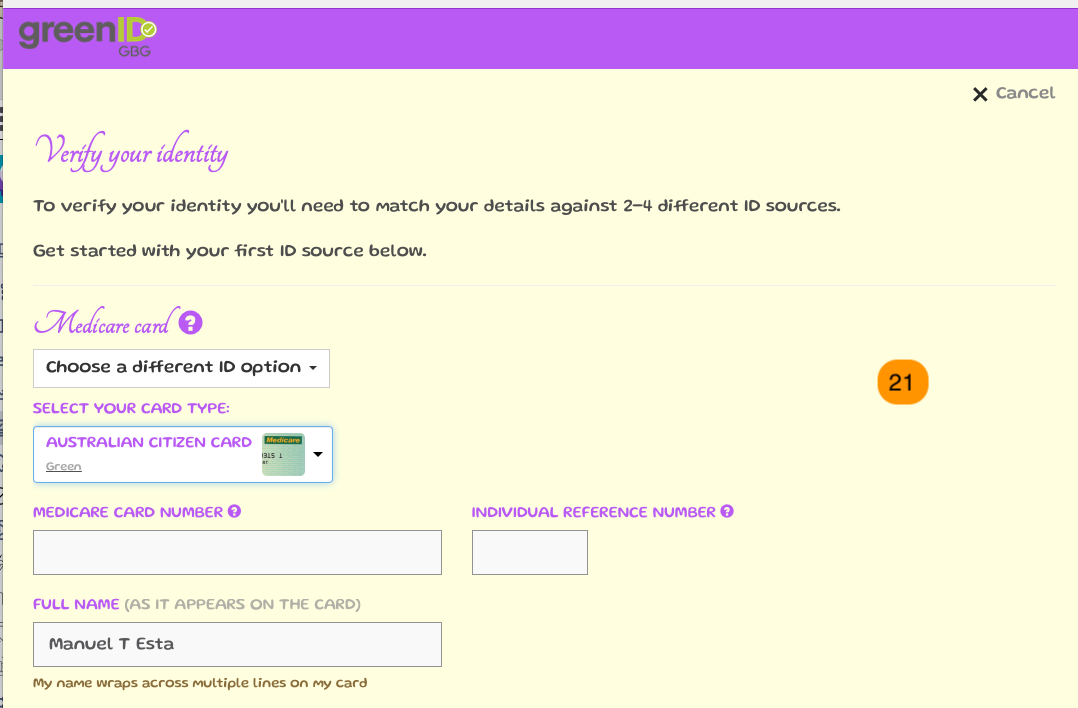 greenID
GBG
Cancel
Verify your identity
To verify your identity you'll need to match your details against 2-4 different ID sources.
Get started with your first ID source below.
Medicare card ?
Choose a different ID option
21
SELECT YOUR CARD TYPE:
AUSTRALIAN CITIZEN CARD
Green
Medicare
MEDICARE CARD NUMBER ?
INDIVIDUAL REFERENCE NUMBER ?
FULL NAME (AS IT APPEARS ON THE CARD)
Manuel T Esta
My name wraps across multiple lines on my card